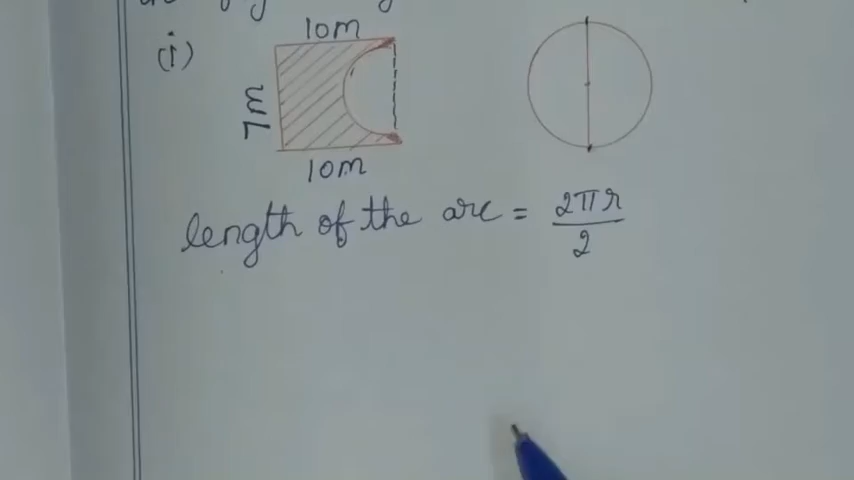 (i)
10m
7m
10m
length of the arc = 2πr/2